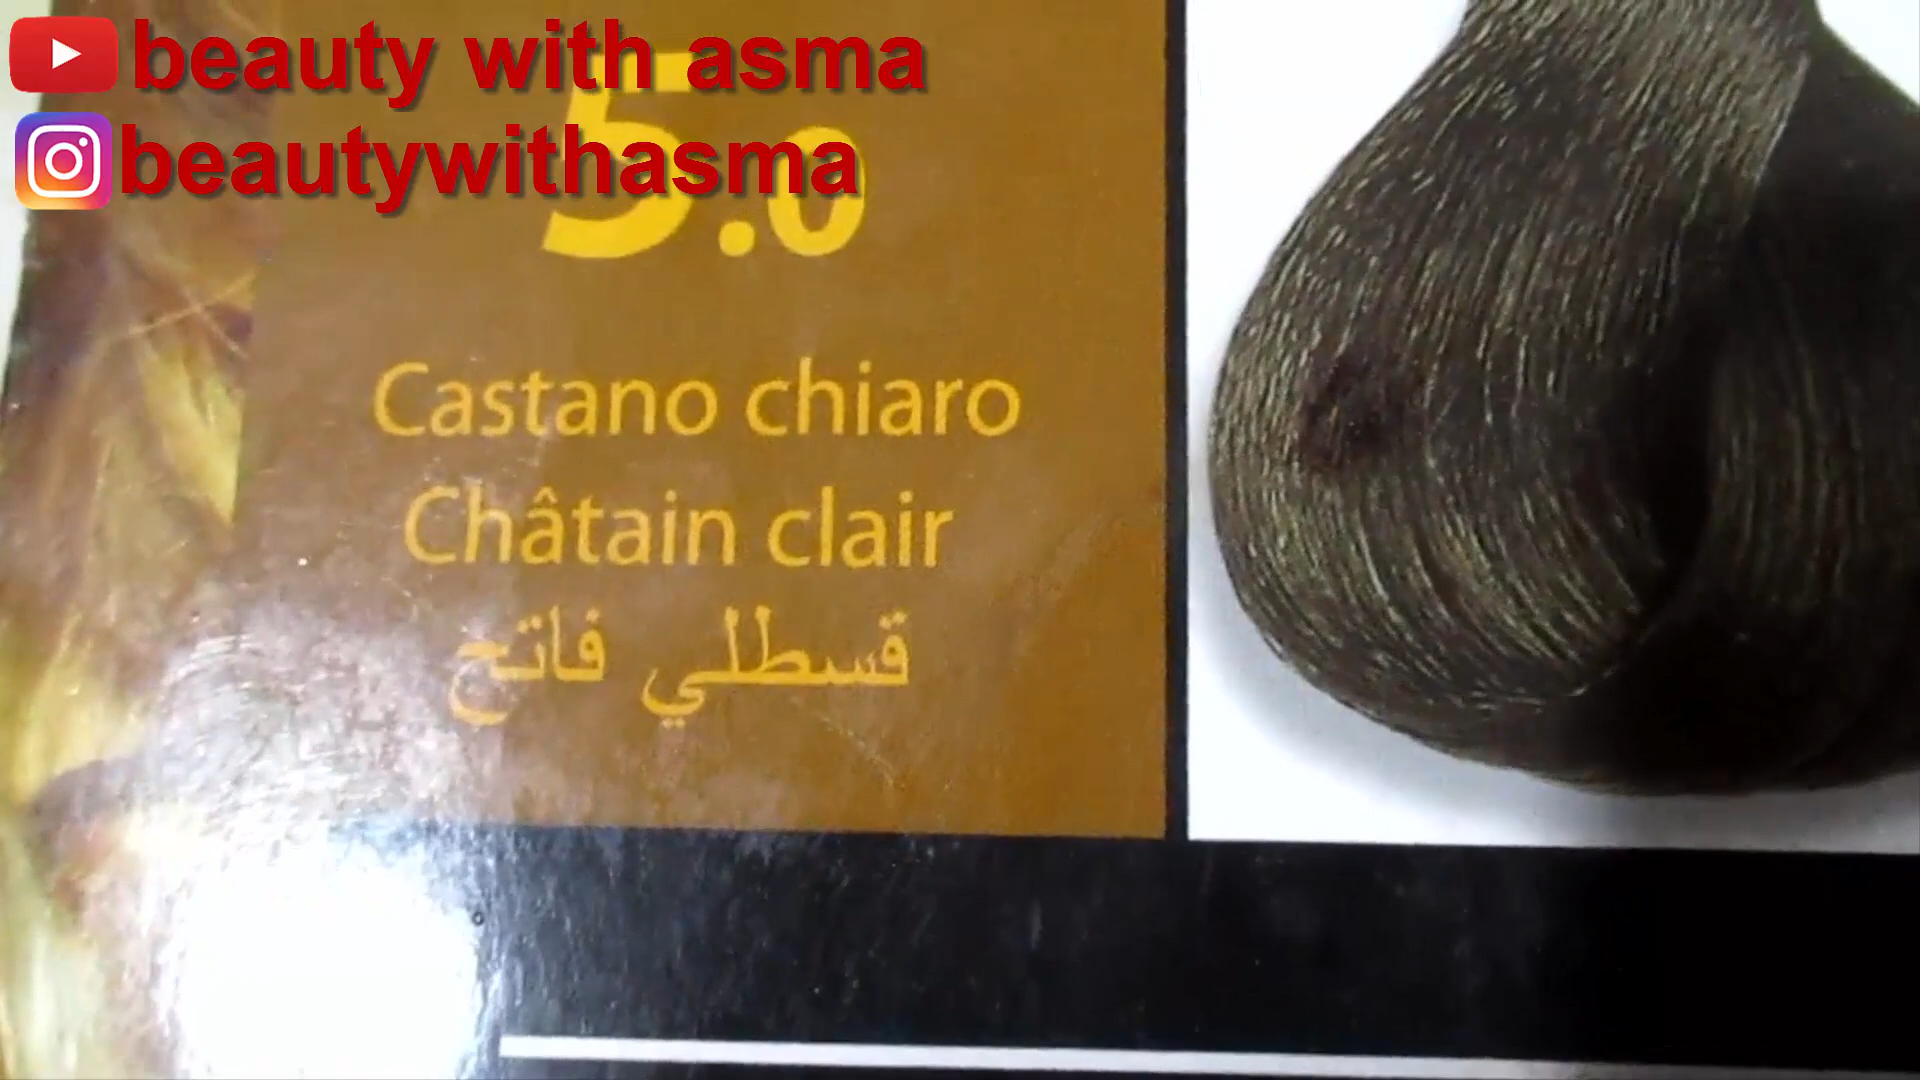 beauty with asma
beautywithasma
5.0
Castano chiaro
Châtain clair
قسطلي فاتح